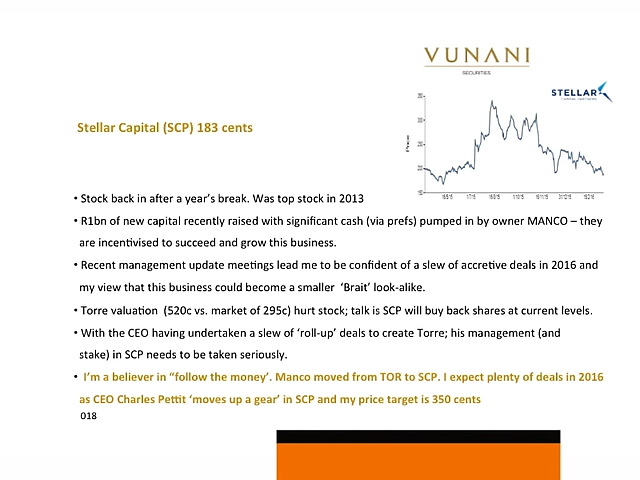 VUNANI
SECURITIES
STELLAR
Stellar Capital (SCP) 183 cents
Price
• Stock back in after a year’s break. Was top stock in 2013
• R1bn of new capital recently raised with significant cash (via prefs) pumped in by owner MANCO – they
are incentivised to succeed and grow this business.
• Recent management update meetings lead me to be confident of a slew of accretive deals in 2016 and
my view that this business could become a smaller ‘Brait’ look-alike.
• Torre valuation (520c vs. market of 295c) hurt stock; talk is SCP will buy back shares at current levels.
• With the CEO having undertaken a slew of ‘roll-up’ deals to create Torre; his management (and
stake) in SCP needs to be taken seriously.
• I’m a believer in “follow the money’. Manco moved from TOR to SCP. I expect plenty of deals in 2016
as CEO Charles Pettit ‘moves up a gear’ in SCP and my price target is 350 cents
018